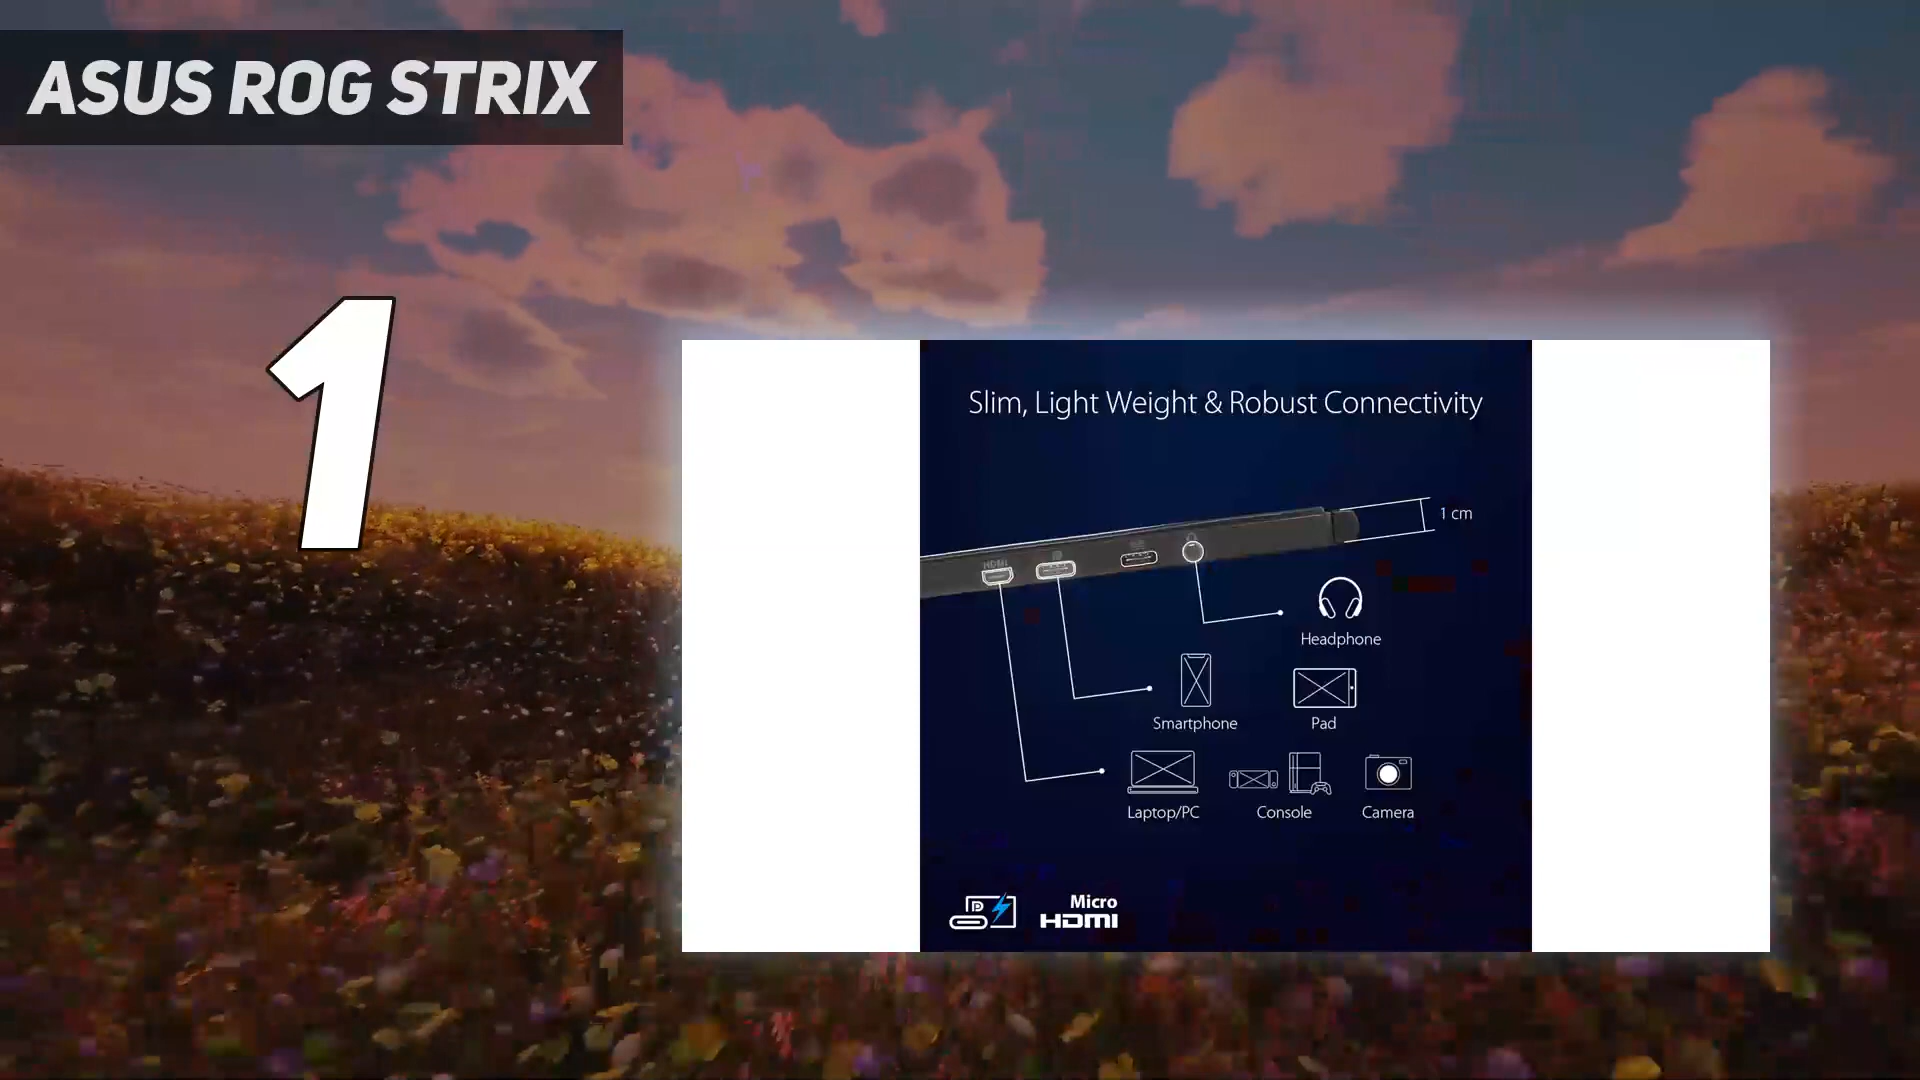 ASUS ROG STRIX
1
Slim, Light Weight & Robust Connectivity
1 cm
HDMI
Headphone
Smartphone
Pad
Laptop/PC
Console
Camera
Micro
HDMI